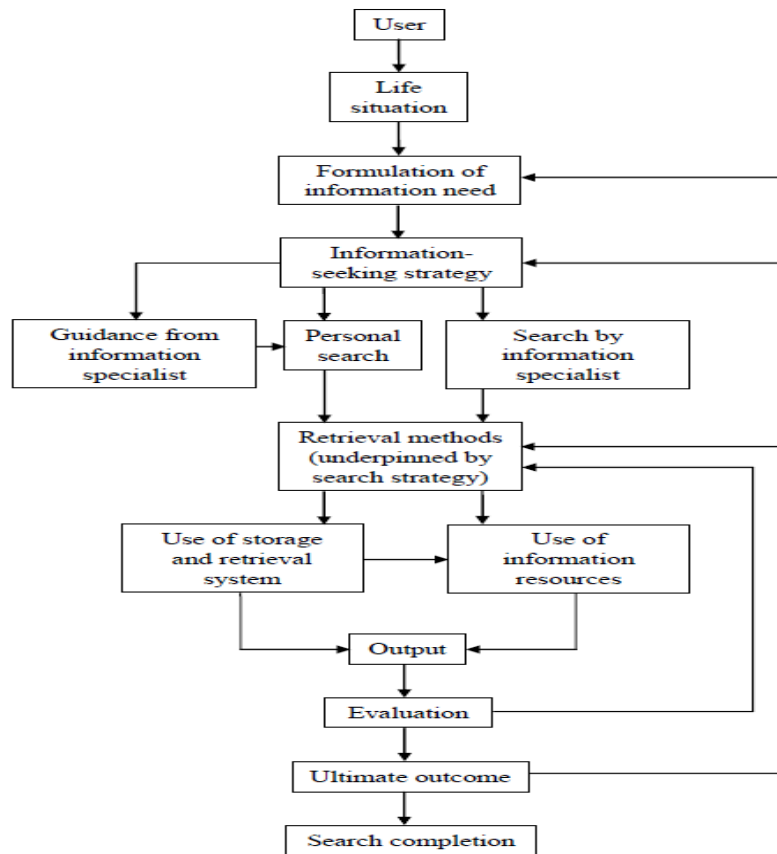 User
Life
situation
Formulation of
information need
Information-
seeking strategy
Guidance from
information
specialist
Personal
search
Search by
information
specialist
Retrieval methods
(underpinned by
search strategy)
Use of storage
and retrieval
system
Use of
information
resources
Output
Evaluation
Ultimate outcome
Search completion